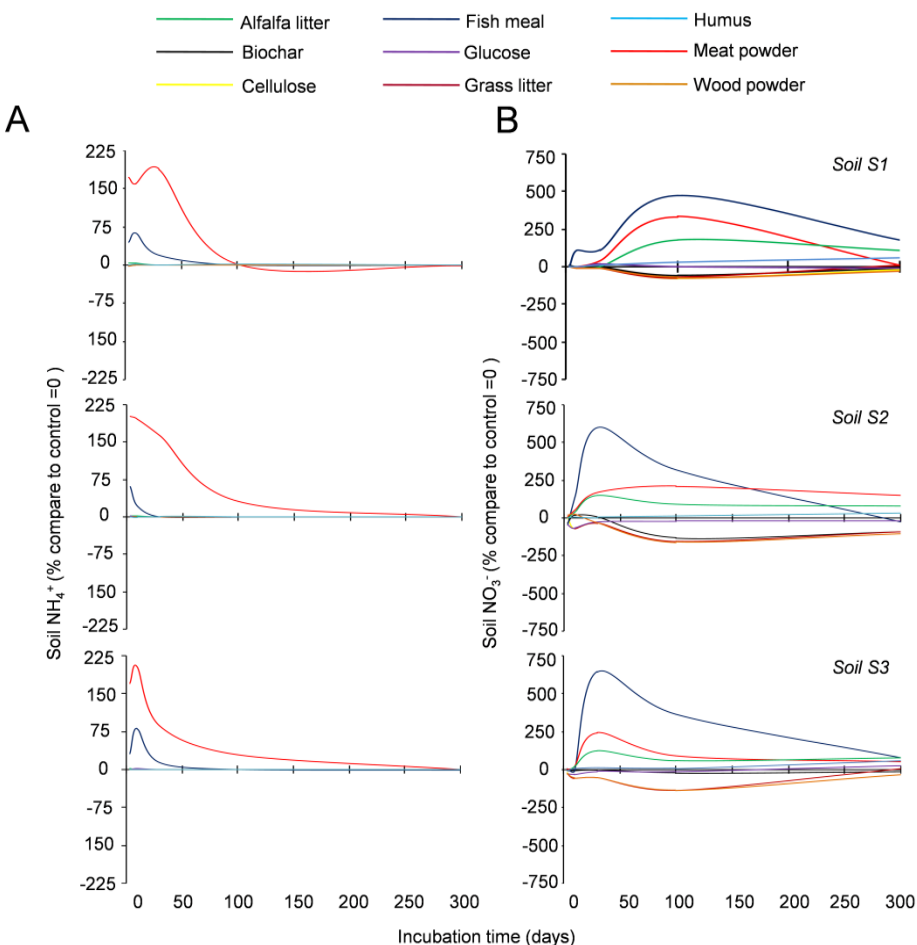 Alfalfa litter Fish meal Humus
Biochar Glucose Meat powder
Cellulose Grass litter Wood powder
A B
225 750 Soil S1
150 500
75 250
0 0
-75 -250
150 -500
-225 -750
225 750 Soil S2
150 500
75 250
0 0
-75 -250
150 -500
-225 -750
225 750 Soil S3
150 500
75 250
0 0
-75 -250
150 -500
-225 -750
Soil NH₄⁺ (% compare to control =0)
Soil NO₃⁻ (% compare to control =0 )
0 50 100 150 200 250 300 0 50 100 150 200 250 300
Incubation time (days)